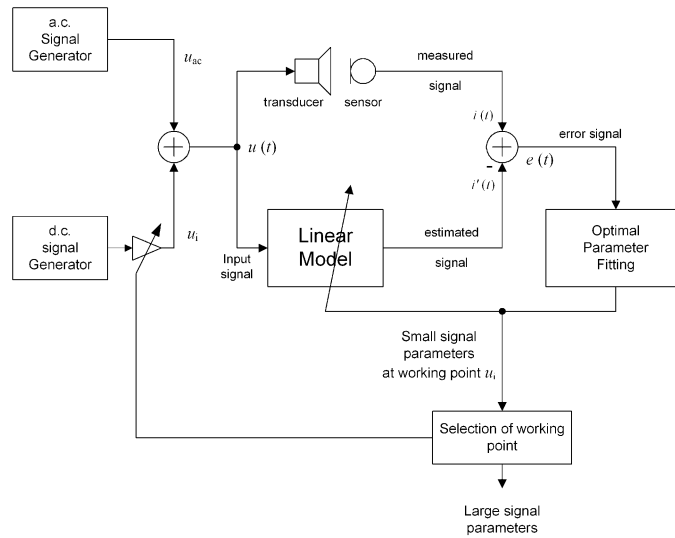 a.c.
Signal
Generator
u_ac
transducer
sensor
measured
signal
i (t)
+
u (t)
+
-
i' (t)
e (t)
error signal
d.c.
signal
Generator
u_i
Input
signal
Linear
Model
estimated
signal
Optimal
Parameter
Fitting
Small signal
parameters
at working point u_i
Selection of working
point
Large signal
parameters